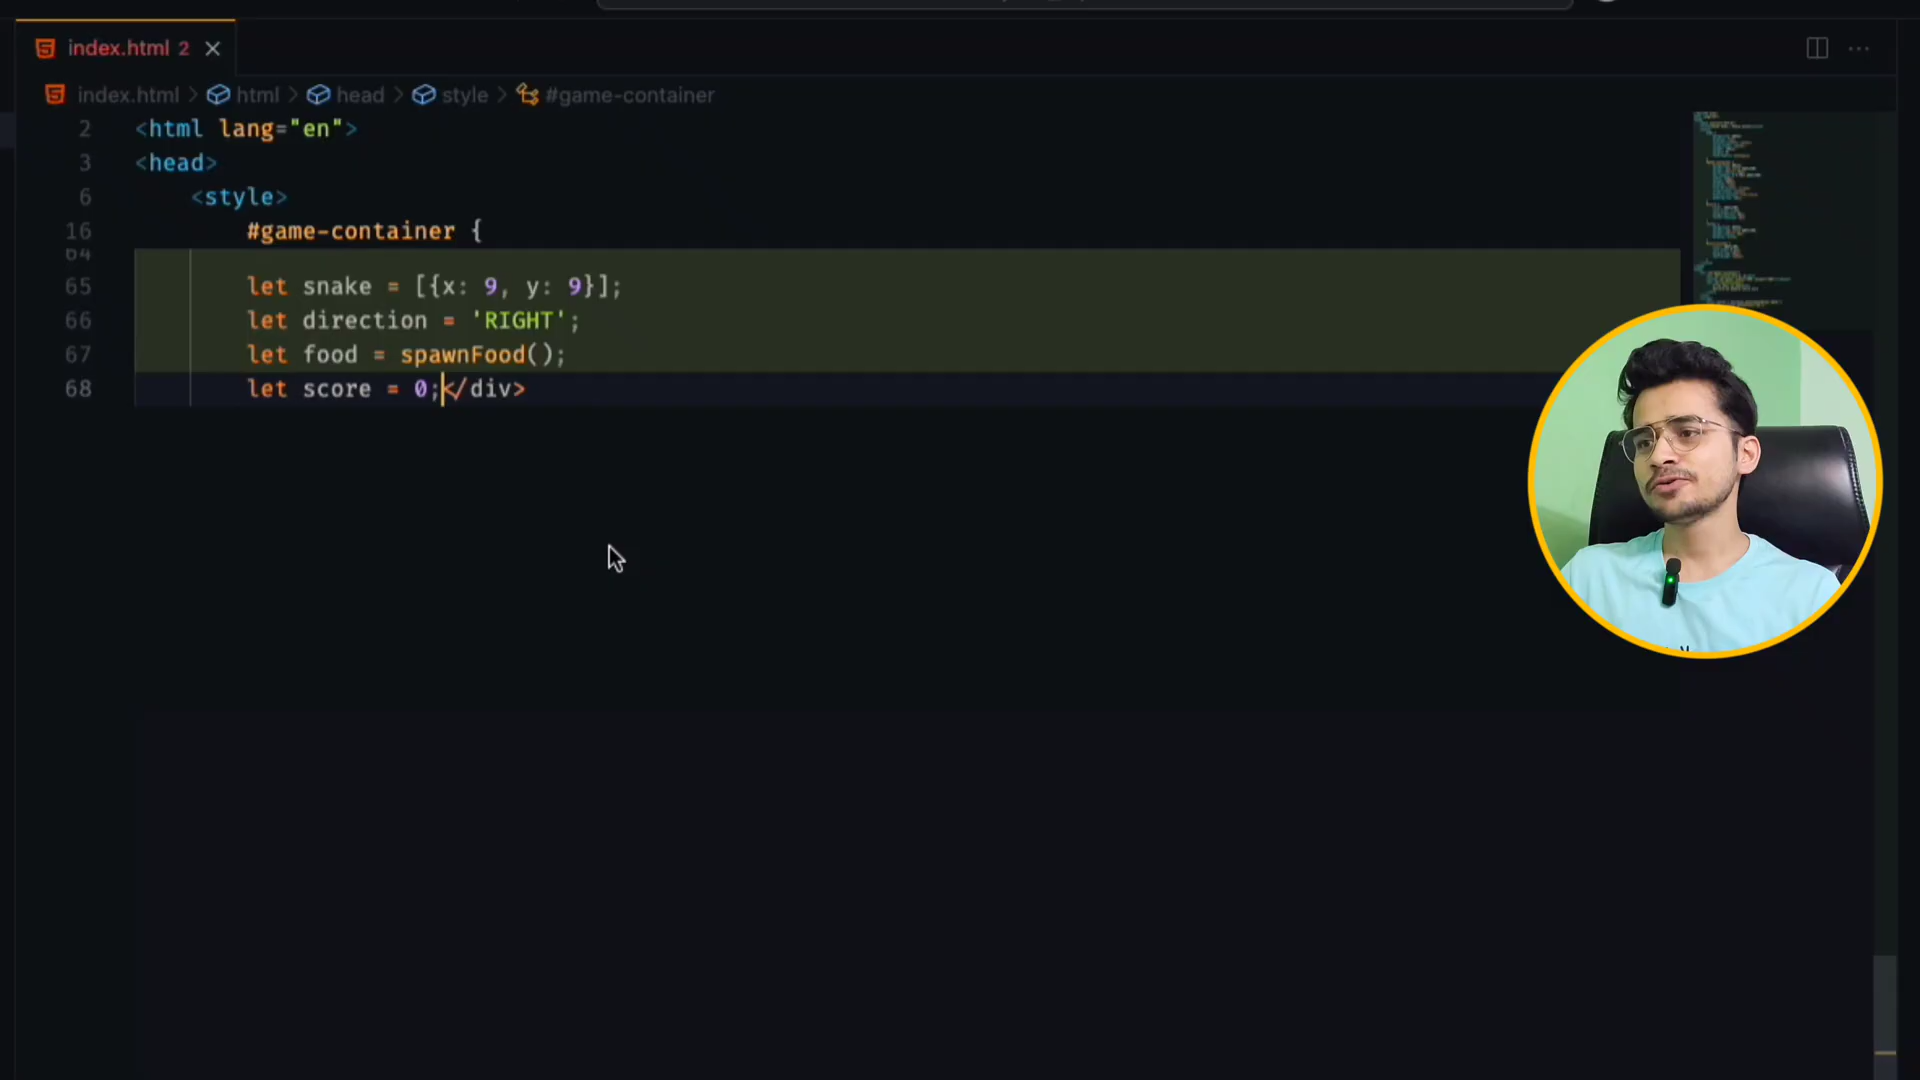 index.html 2
index.html > html > head > style > #game-container
2 <html lang="en">
3 <head>
6 <style>
16 #game-container {
64
65 let snake = [{x: 9, y: 9}];
66 let direction = 'RIGHT';
67 let food = spawnFood();
68 let score = 0;</div>